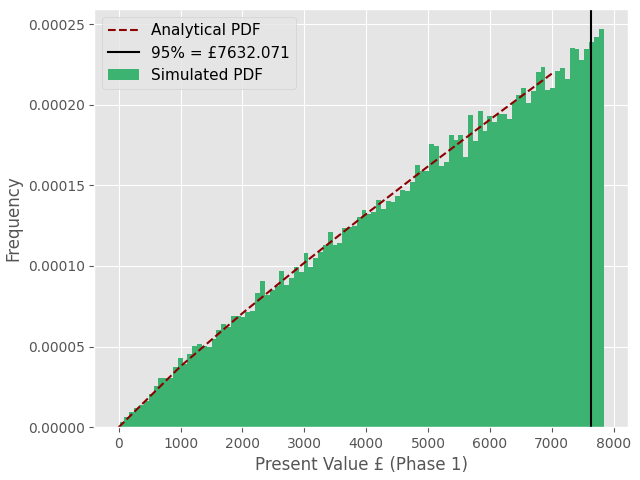 Analytical PDF
95% = £7632.071
Simulated PDF
0.00025
0.00020
0.00015
0.00010
0.00005
0.00000
Frequency
0 1000 2000 3000 4000 5000 6000 7000 8000
Present Value £ (Phase 1)